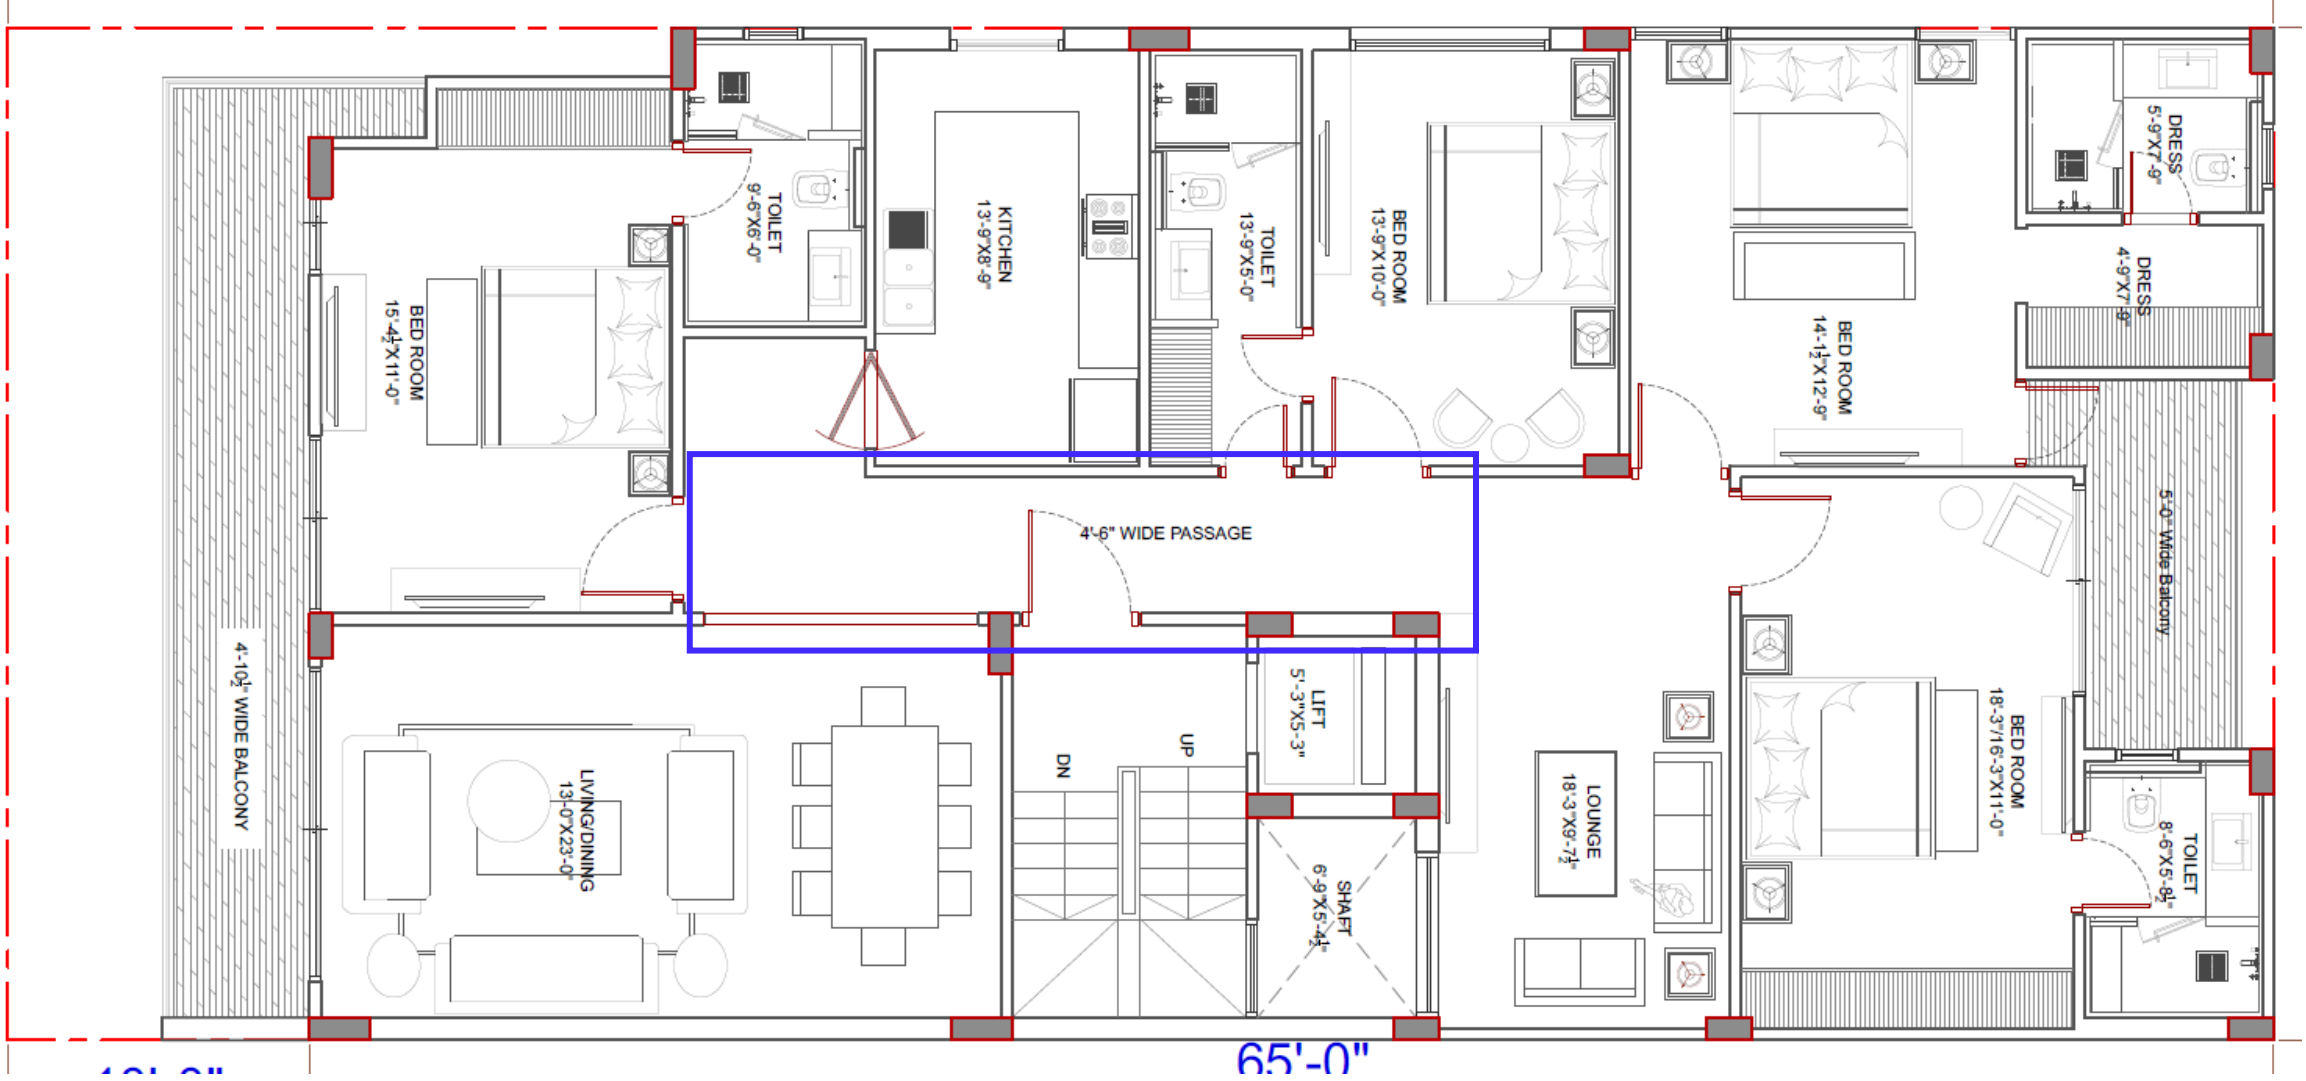 TOILET
9'-6"X6'-0"
KITCHEN
13'-9"X8'-9"
TOILET
13'-9"X5'-0"
BED ROOM
13'-9"X10'-0"
DRESS
5'-9"X7'-9"
DRESS
4'-9"X7'-9"
BED ROOM
15'-4½"X11'-0"
BED ROOM
14'-1½"X12'-9"
4'-6" WIDE PASSAGE
5'-0" Wide Balcony
4'-10½" WIDE BALCONY
LIFT
5'-3"X5'-3"
DN
UP
LIVING/DINING
13'-0"X23'-0"
LOUNGE
18'-3"X9'-7½"
BED ROOM
18'-3"/16'-3"X11'-0"
SHAFT
6'-9"X5'-4½"
TOILET
8'-6"X5'-8½"
65'-0"